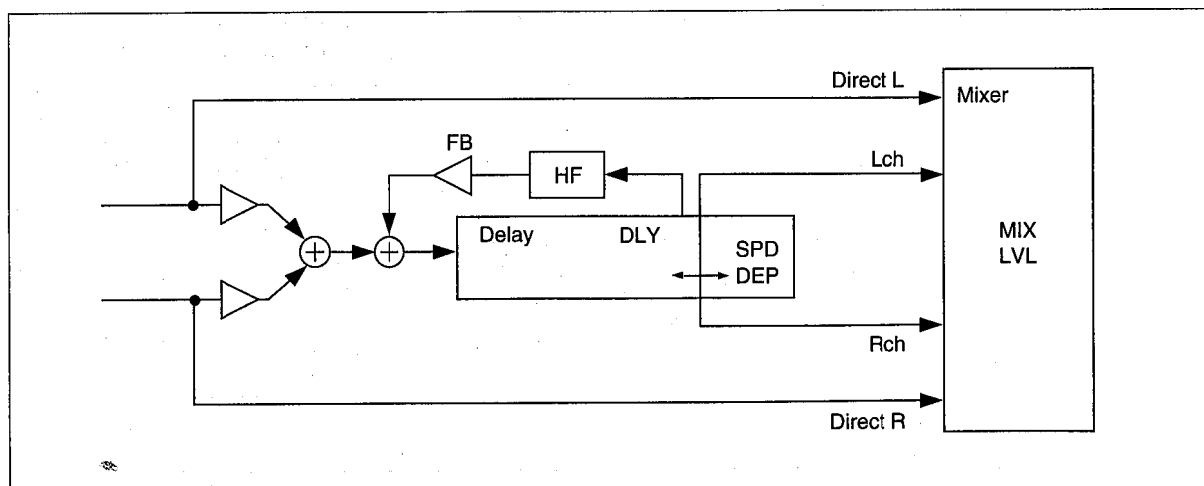 Direct L
Mixer
FB
Lch
HF
Delay
DLY
SPD
DEP
MIX
LVL
Rch
Direct R